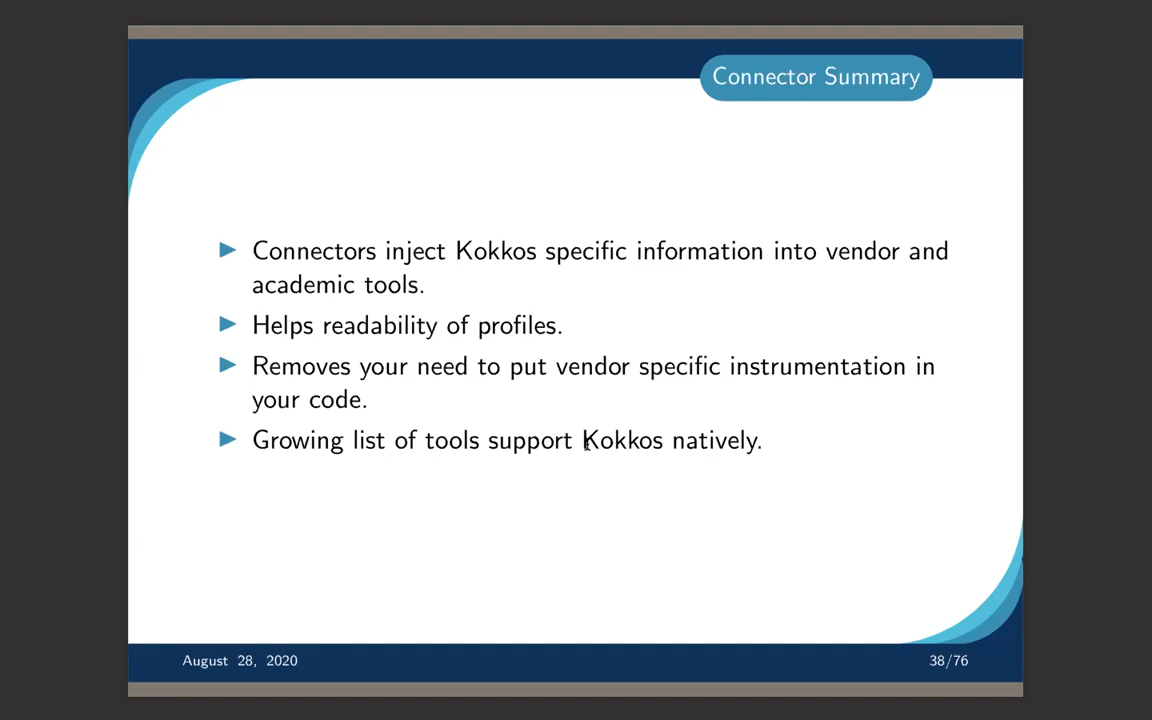 Connector Summary
▶ Connectors inject Kokkos specific information into vendor and
academic tools.
▶ Helps readability of profiles.
▶ Removes your need to put vendor specific instrumentation in
your code.
▶ Growing list of tools support Kokkos natively.
August 28, 2020
38/76